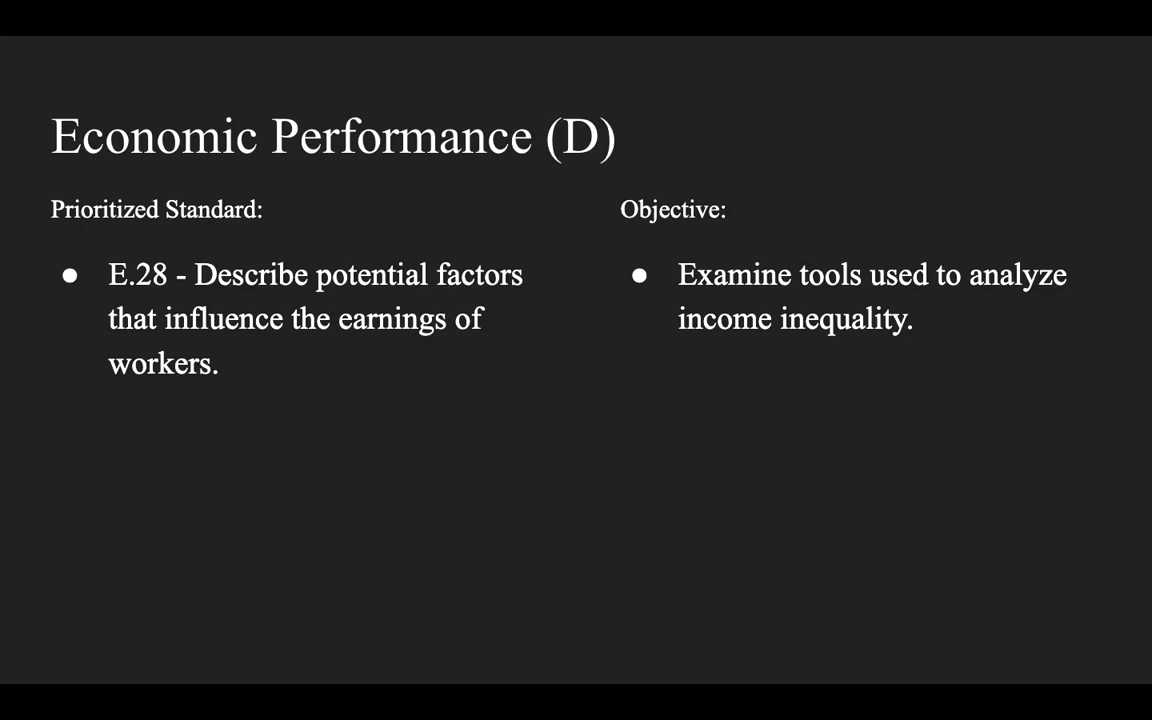 Economic Performance (D)
Prioritized Standard:
● E.28 - Describe potential factors
that influence the earnings of
workers.
Objective:
● Examine tools used to analyze
income inequality.